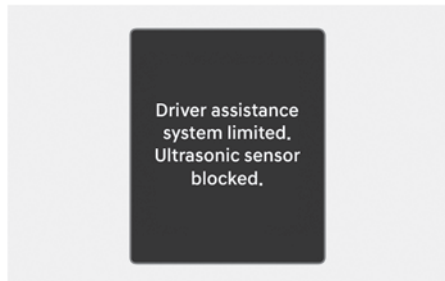 Driver assistance
system limited.
Ultrasonic sensor
blocked.